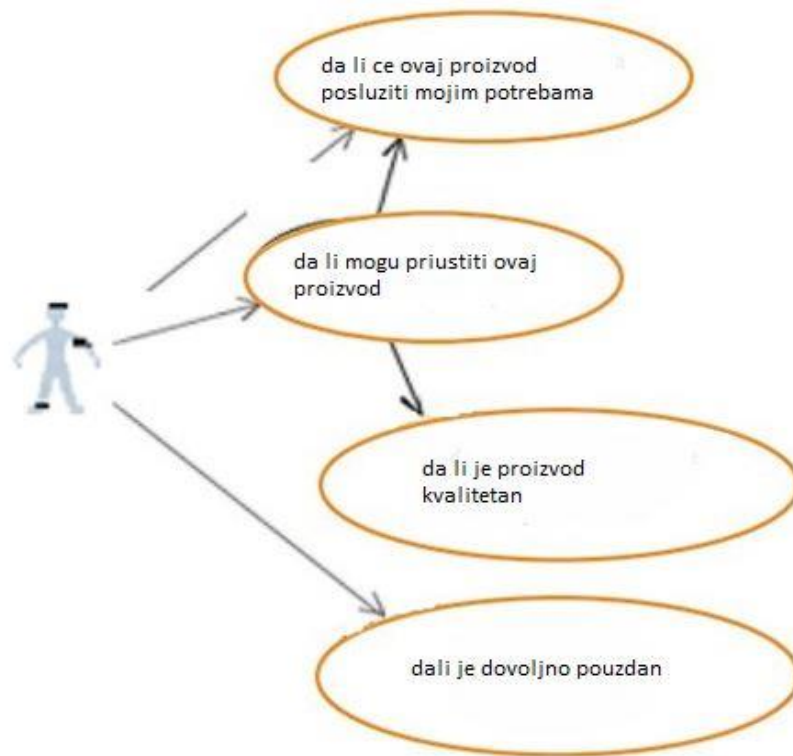 da li ce ovaj proizvod
posluziti mojim potrebama
da li mogu priustiti ovaj
proizvod
da li je proizvod
kvalitetan
dali je dovoljno pouzdan